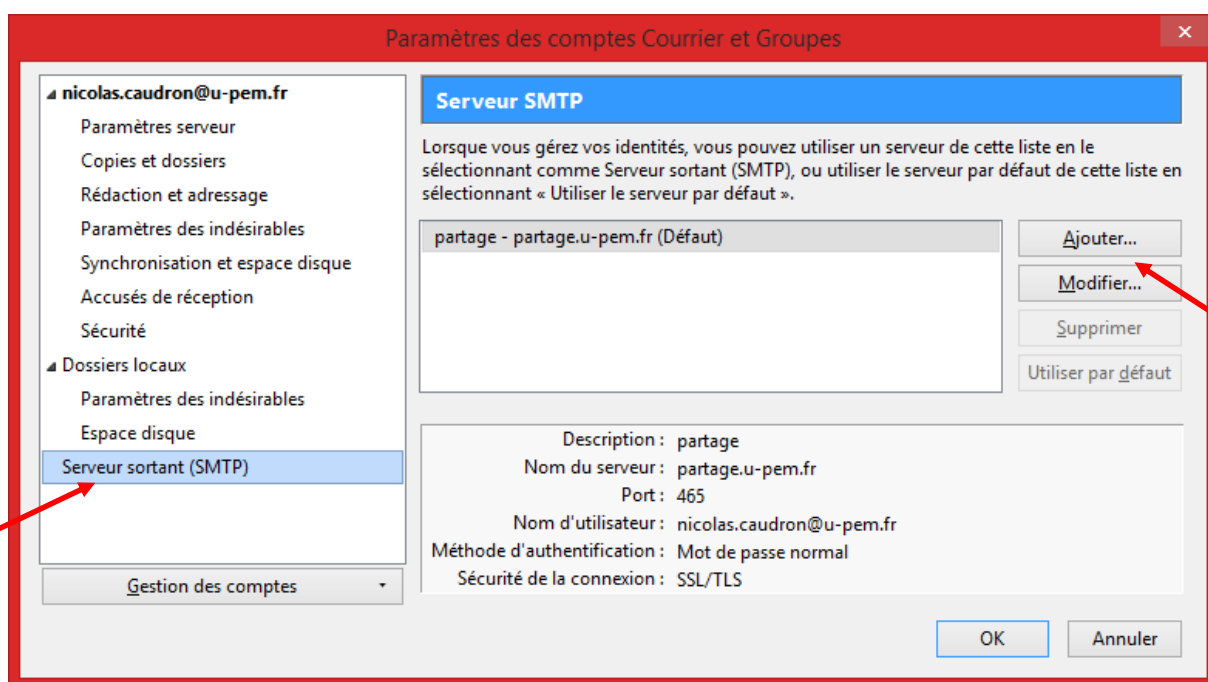 Paramètres des comptes Courrier et Groupes
×
nicolas.caudron@u-pem.fr
Paramètres serveur
Copies et dossiers
Rédaction et adressage
Paramètres des indésirables
Synchronisation et espace disque
Accusés de réception
Sécurité
Dossiers locaux
Paramètres des indésirables
Espace disque
Serveur sortant (SMTP)
Gestion des comptes
Serveur SMTP
Lorsque vous gérez vos identités, vous pouvez utiliser un serveur de cette liste en le
sélectionnant comme Serveur sortant (SMTP), ou utiliser le serveur par défaut de cette liste en
sélectionnant « Utiliser le serveur par défaut ».
partage - partage.u-pem.fr (Défaut)
Ajouter...
Modifier...
Supprimer
Utiliser par défaut
Description : partage
Nom du serveur : partage.u-pem.fr
Port : 465
Nom d'utilisateur : nicolas.caudron@u-pem.fr
Méthode d'authentification : Mot de passe normal
Sécurité de la connexion : SSL/TLS
OK
Annuler